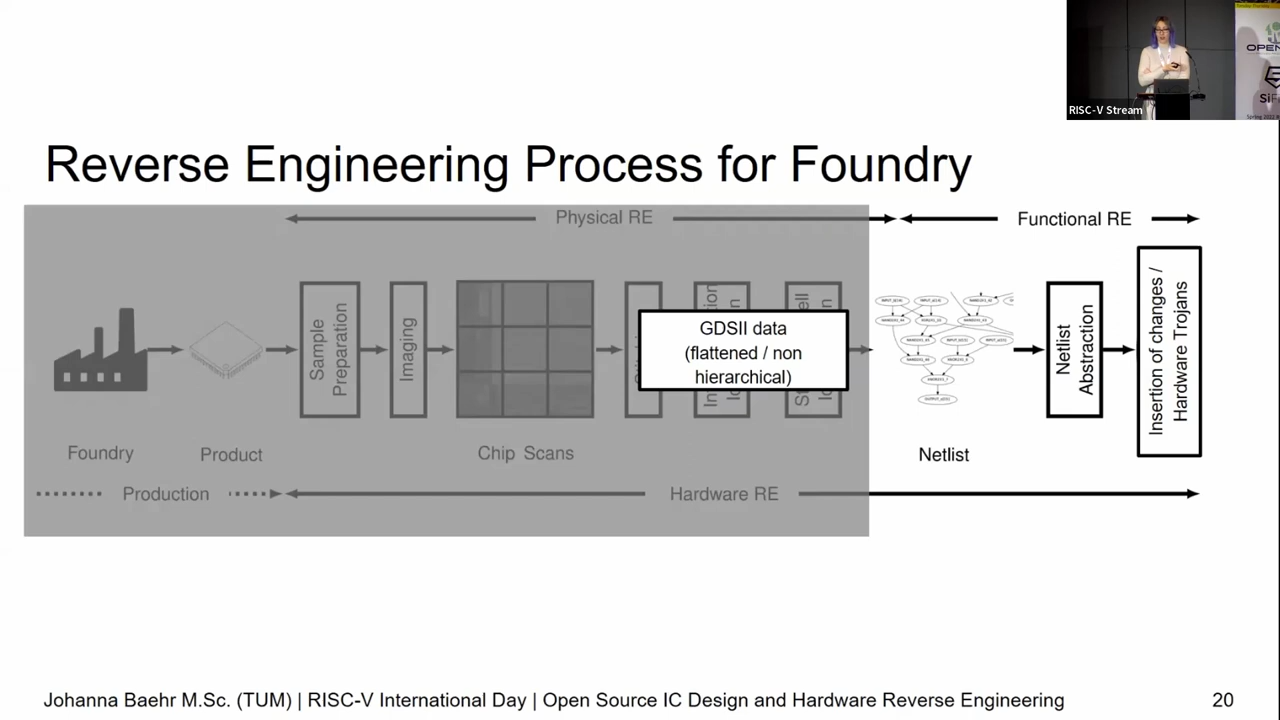 RISC-V Stream
Reverse Engineering Process for Foundry
Physical RE
Functional RE
Sample
Preparation
Imaging
GDSII data
(flattened / non
hierarchical)
Netlist
Abstraction
Insertion of changes /
Hardware Trojans
Foundry
Product
Chip Scans
Netlist
Production
Hardware RE
Johanna Baehr M.Sc. (TUM) | RISC-V International Day | Open Source IC Design and Hardware Reverse Engineering
20